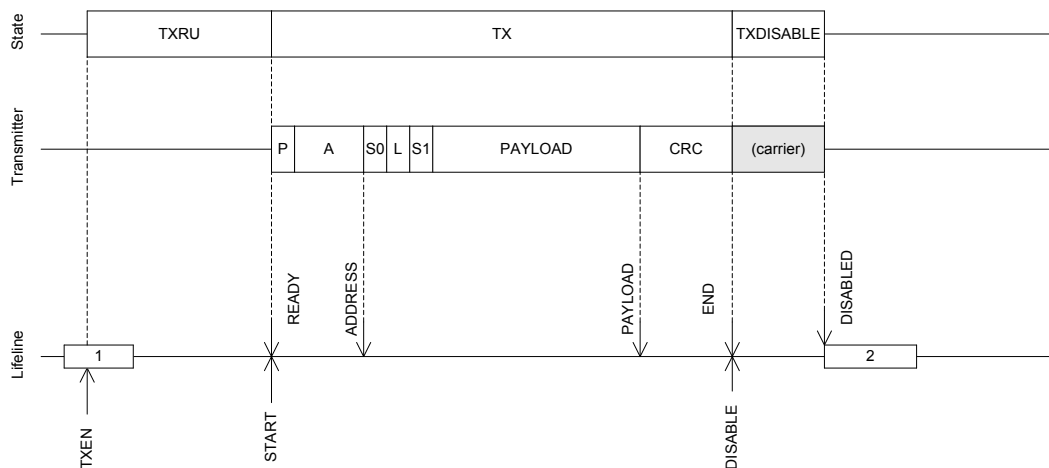 State
TXRU
TX
TXDISABLE
Transmitter
P
A
S0
L
S1
PAYLOAD
CRC
(carrier)
READY
ADDRESS
PAYLOAD
END
DISABLED
Lifeline
1
2
TXEN
START
DISABLE